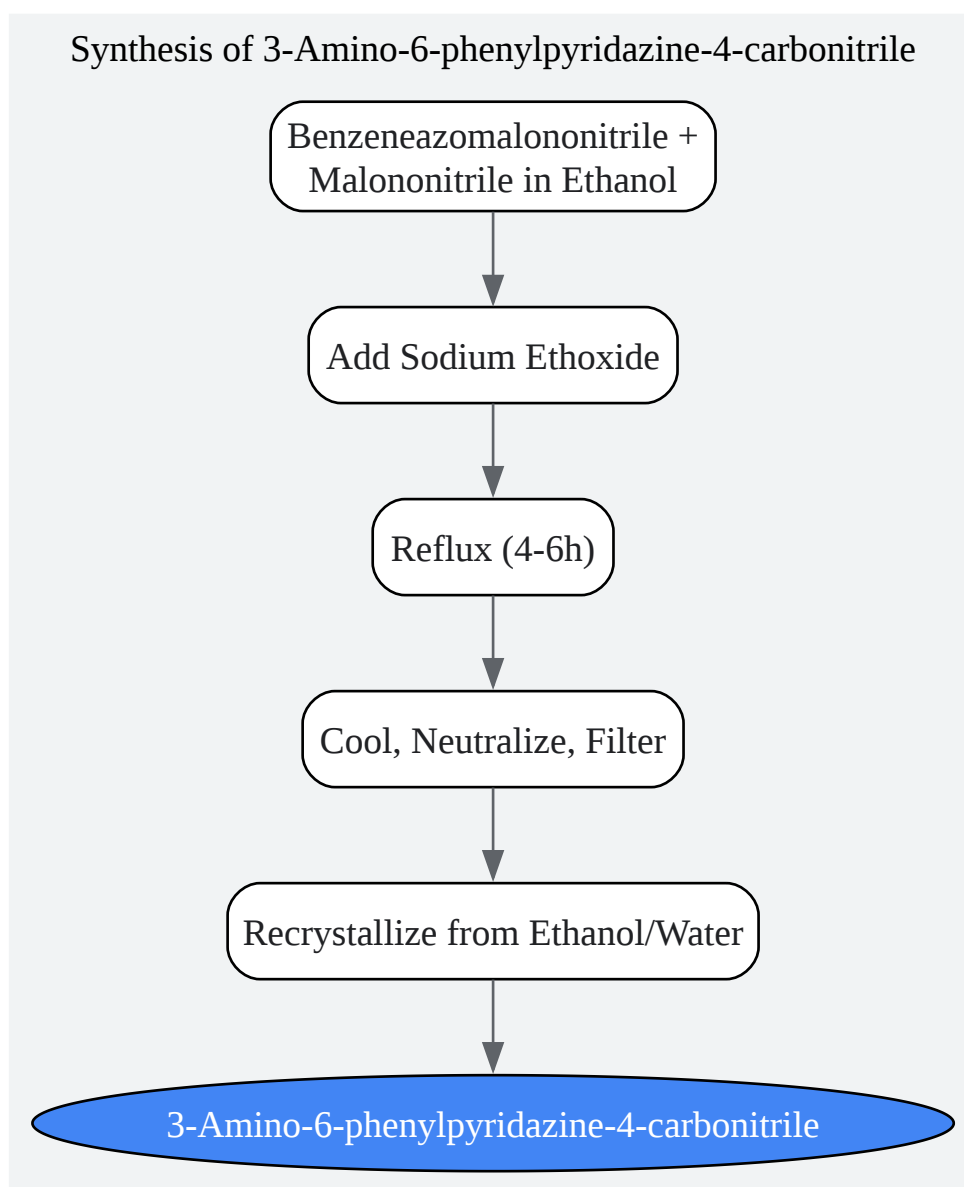 Synthesis of 3-Amino-6-phenylpyridazine-4-carbonitrile
Benzeneazomalononitrile +
Malononitrile in Ethanol
Add Sodium Ethoxide
Reflux (4-6h)
Cool, Neutralize, Filter
Recrystallize from Ethanol/Water
3-Amino-6-phenylpyridazine-4-carbonitrile